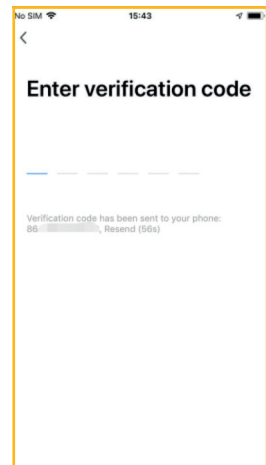 No SIM 15:43
Enter verification code
Verification code has been sent to your phone:
86 , Resend (56s)